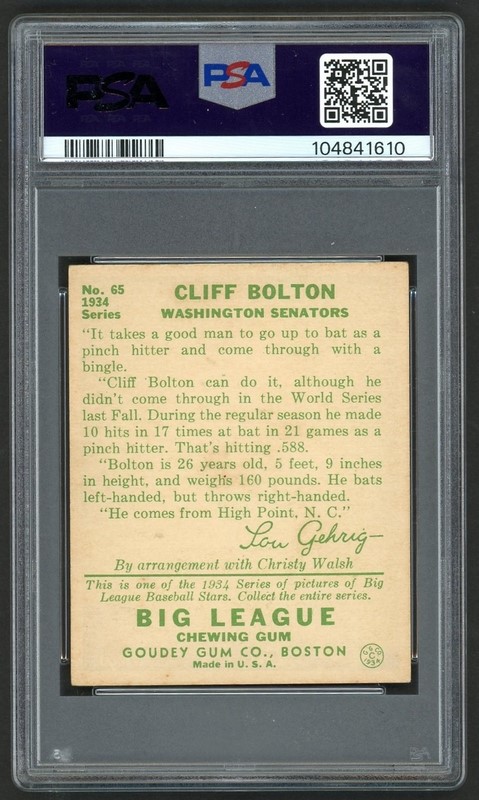 PSA
PSA
104841610
No. 65
1934
Series
CLIFF BOLTON
WASHINGTON SENATORS
"It takes a good man to go up to bat as a
pinch hitter and come through with a
bingle.
"Cliff Bolton can do it, although he
didn't come through in the World Series
last Fall. During the regular season he made
10 hits in 17 times at bat in 21 games as a
pinch hitter. That's hitting .588.
"Bolton is 26 years old, 5 feet, 9 inches
in height, and weighs 160 pounds. He bats
left-handed, but throws right-handed.
"He comes from High Point, N. C."
Lou Gehrig
By arrangement with Christy Walsh
This is one of the 1934 Series of pictures of Big
League Baseball Stars. Collect the entire series.
BIG LEAGUE
CHEWING GUM
GOUDEY GUM CO., BOSTON
Made in U. S. A.